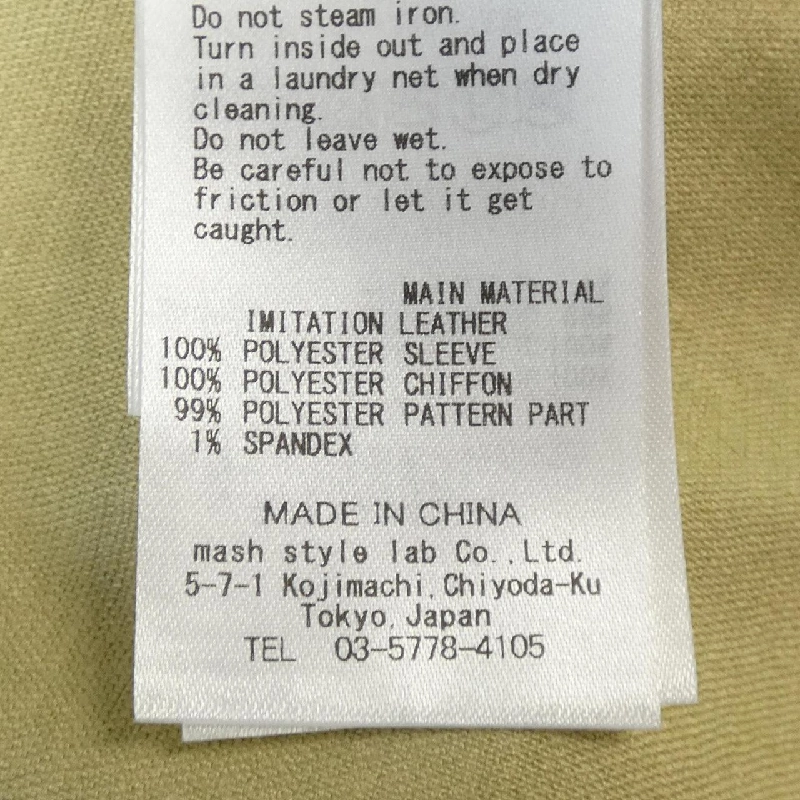 Do not steam iron.
Turn inside out and place
in a laundry net when dry
cleaning.
Do not leave wet.
Be careful not to expose to
friction or let it get
caught.
MAIN MATERIAL
IMITATION LEATHER
100% POLYESTER SLEEVE
100% POLYESTER CHIFFON
99% POLYESTER PATTERN PART
1% SPANDEX
MADE IN CHINA
mash style lab Co.,Ltd.
5-7-1 Kojimachi,Chiyoda-Ku
Tokyo,Japan
TEL 03-5778-4105